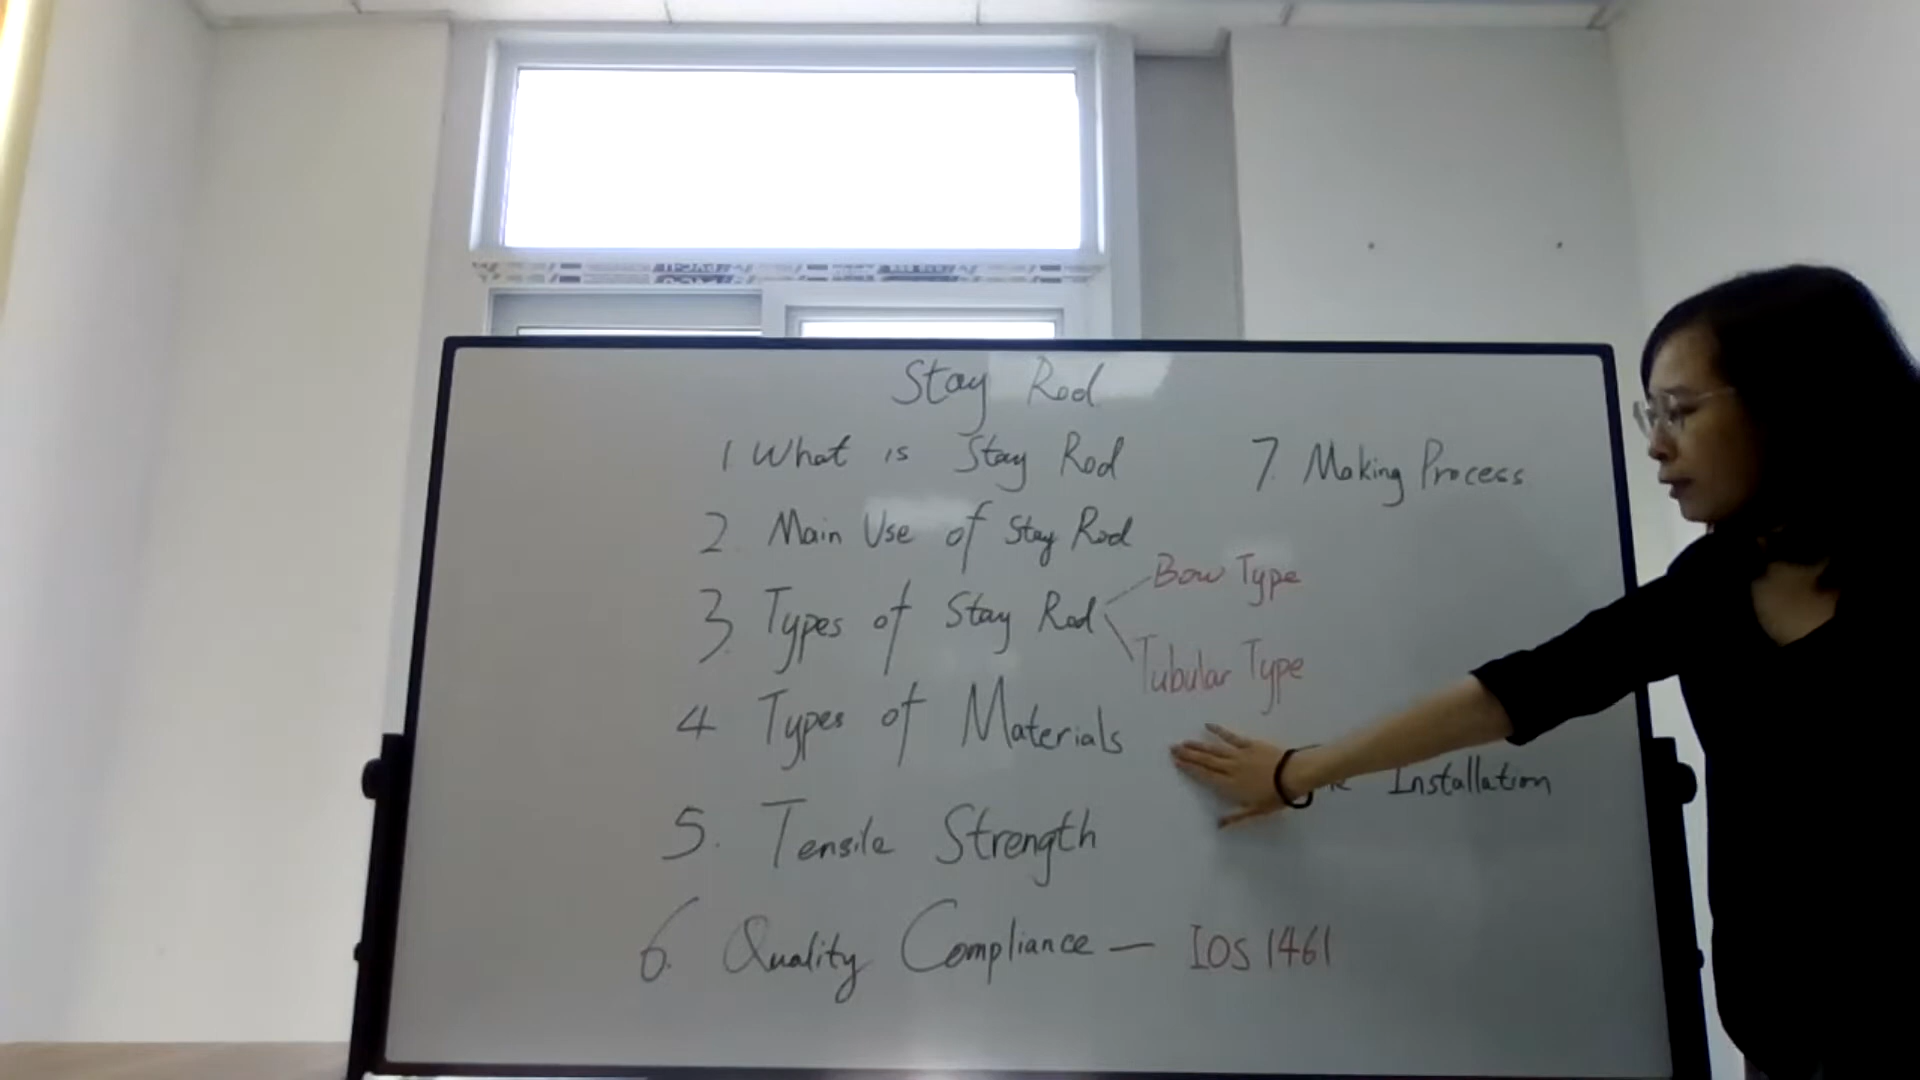 Stay Rod
1 What is Stay Rod
2 Main Use of Stay Rod
3. Types of Stay Rod
Bow Type
Tubular Type
4 Types of Materials
5. Tensile Strength
6. Quality Compliance — IOS 1461
7. Making Process
Installation